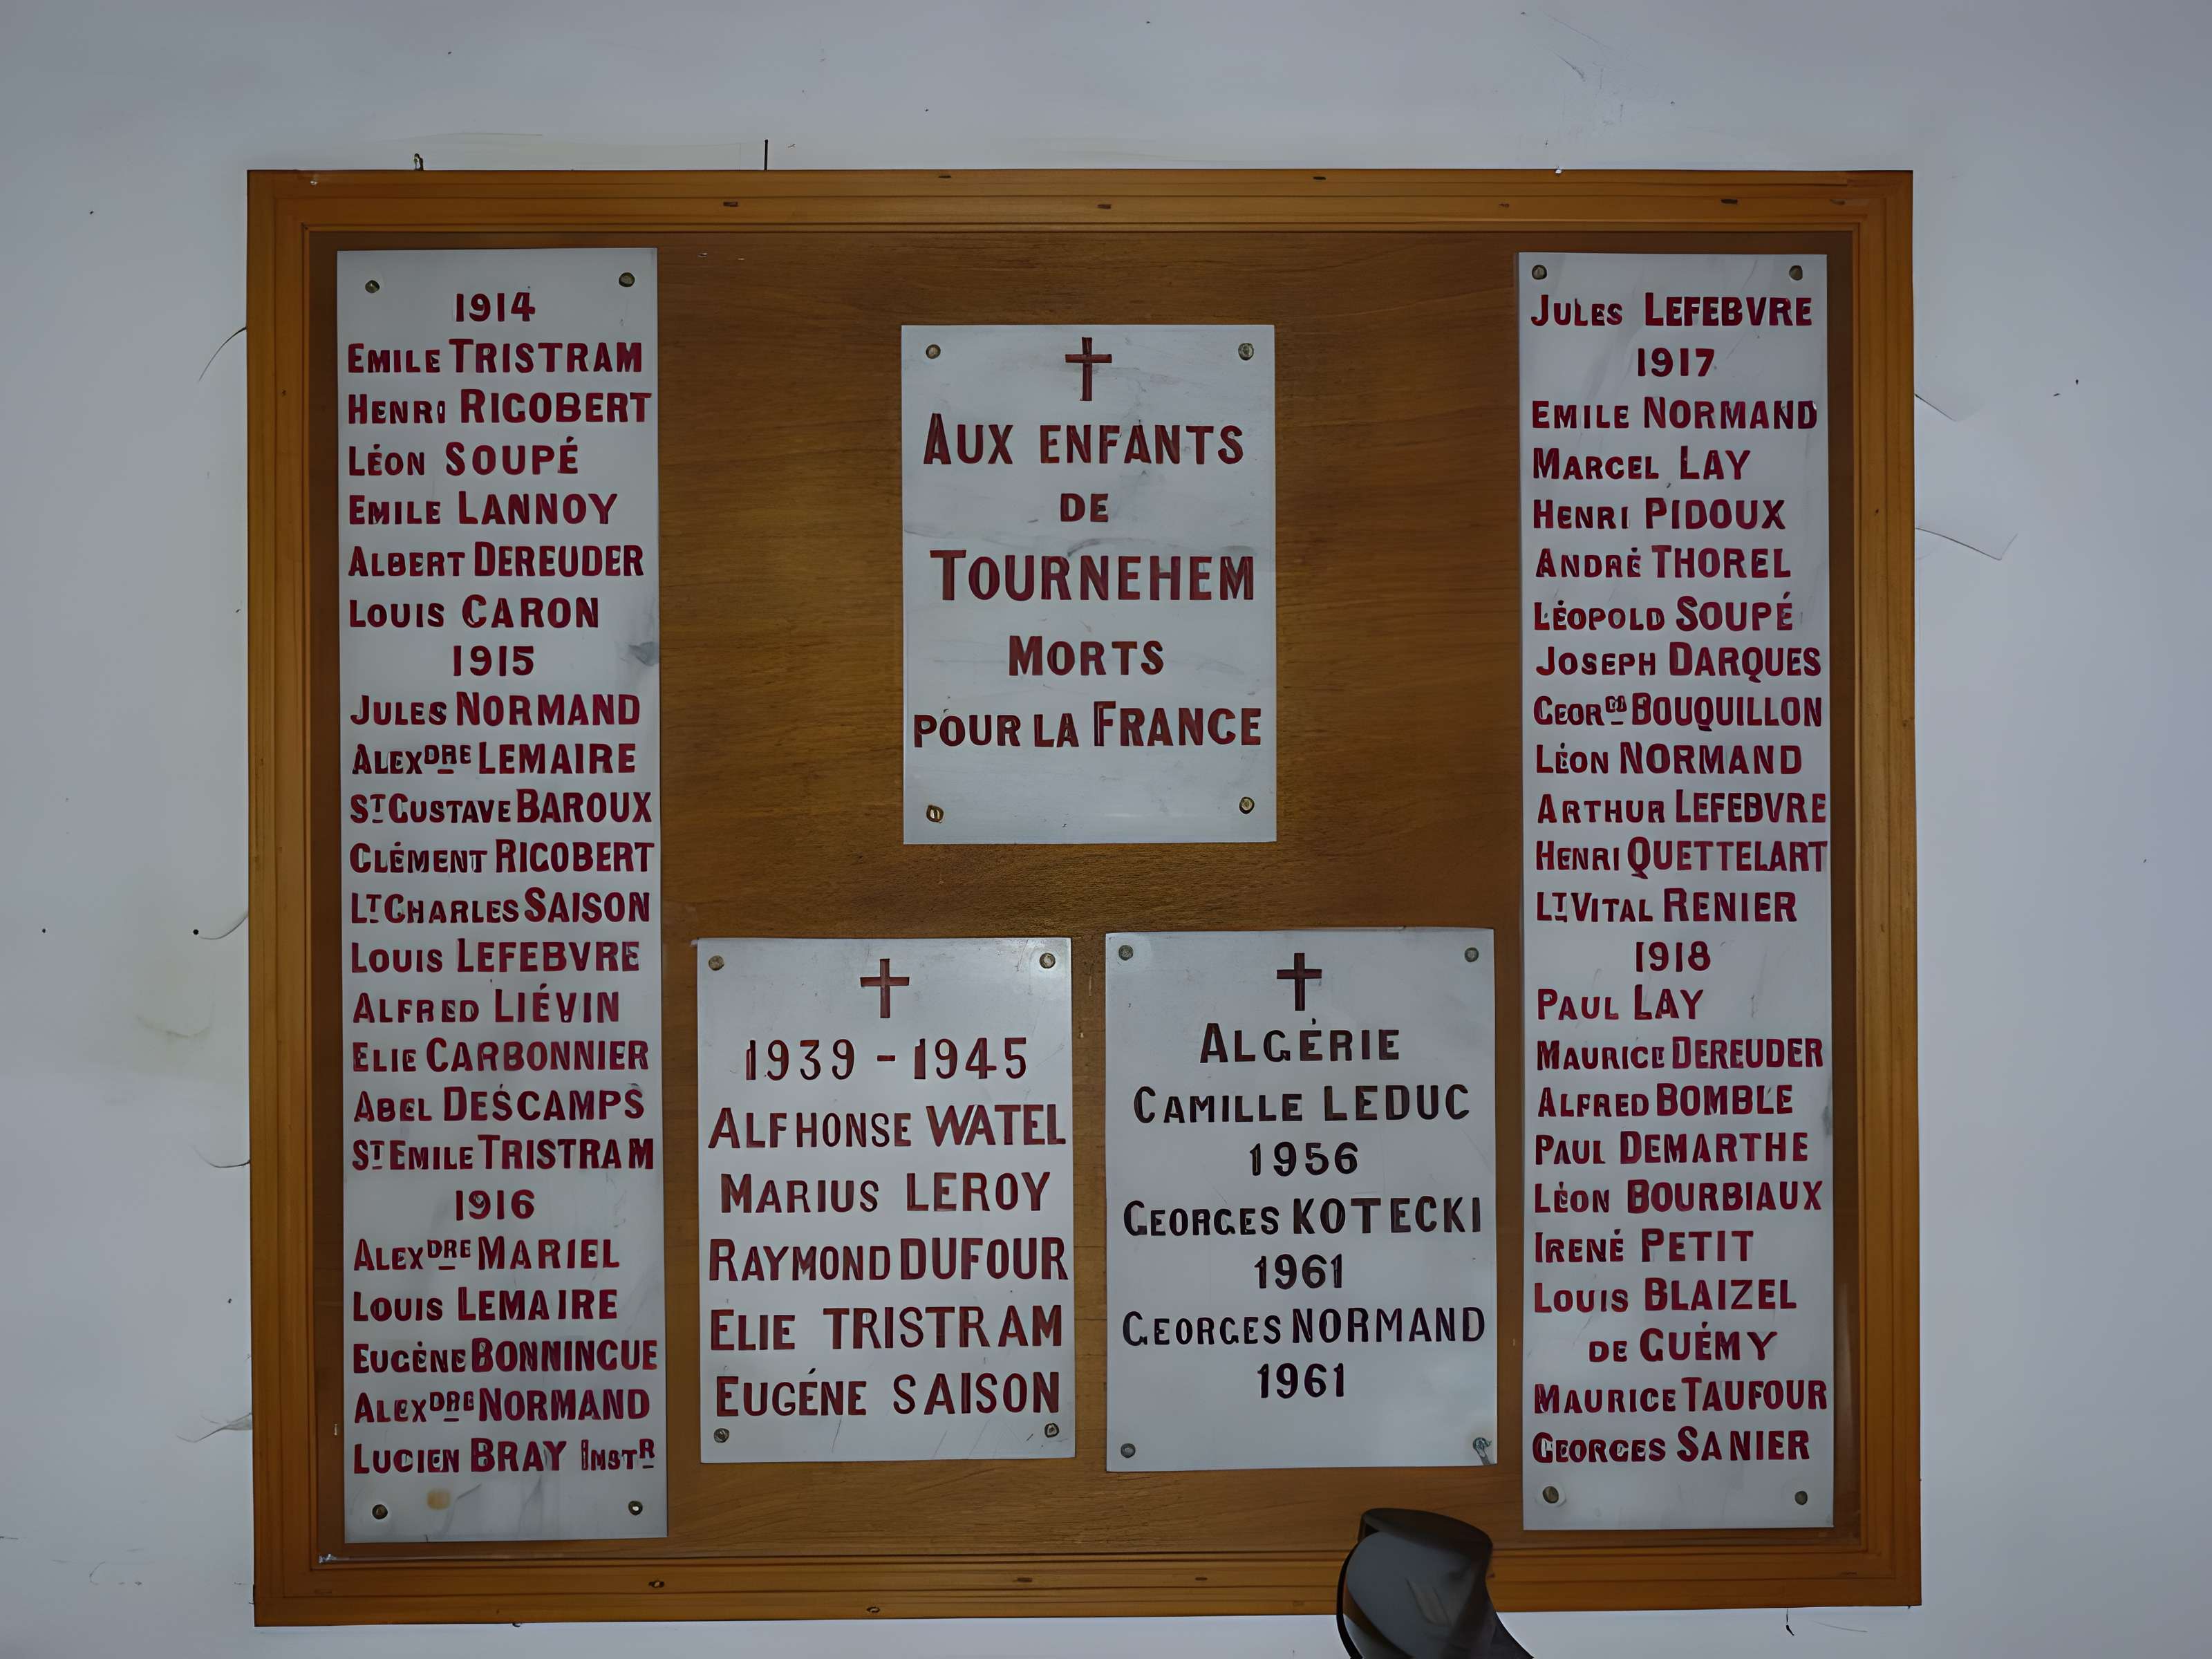 1914
EMILE TRISTRAM
HENRI RIGOBERT
LÉON SOUPÉ
EMILE LANNOY
ALBERT DEREUDER
LOUIS CARON
1915
JULES NORMAND
ALEXDRE LEMAIRE
ST GUSTAVE BAROUX
CLÉMENT RIGOBERT
LT CHARLES SAISON
LOUIS LEFEBVRE
ALFRED LIÉVIN
ELIE CARBONNIER
ABEL DESCAMPS
ST EMILE TRISTRAM
1916
ALEXDRE MARIEL
LOUIS LEMAIRE
EUGÈNE BONNINGUE
ALEXDRE NORMAND
LUCIEN BRAY INSTR
AUX ENFANTS
DE
TOURNEHEM
MORTS
POUR LA FRANCE
1939 - 1945
ALPHONSE WATEL
MARIUS LEROY
RAYMOND DUFOUR
ELIE TRISTRAM
EUGÉNE SAISON
ALGÉRIE
CAMILLE LEDUC
1956
GEORGES KOTECKI
1961
GEORGES NORMAND
1961
JULES LEFEBVRE
1917
EMILE NORMAND
MARCEL LAY
HENRI PIDOUX
ANDRÉ THOREL
LÉOPOLD SOUPÉ
JOSEPH DARQUES
GEORGES BOUQUILLON
LÉON NORMAND
ARTHUR LEFEBVRE
HENRI QUETTELART
LT VITAL RENIER
1918
PAUL LAY
MAURICE DEREUDER
ALFRED BOMBLE
PAUL DEMARTHE
LÉON BOURBIAUX
IRENÉ PETIT
LOUIS BLAIZEL
DE GUÉMY
MAURICE TAUFOUR
GEORGES SANIER